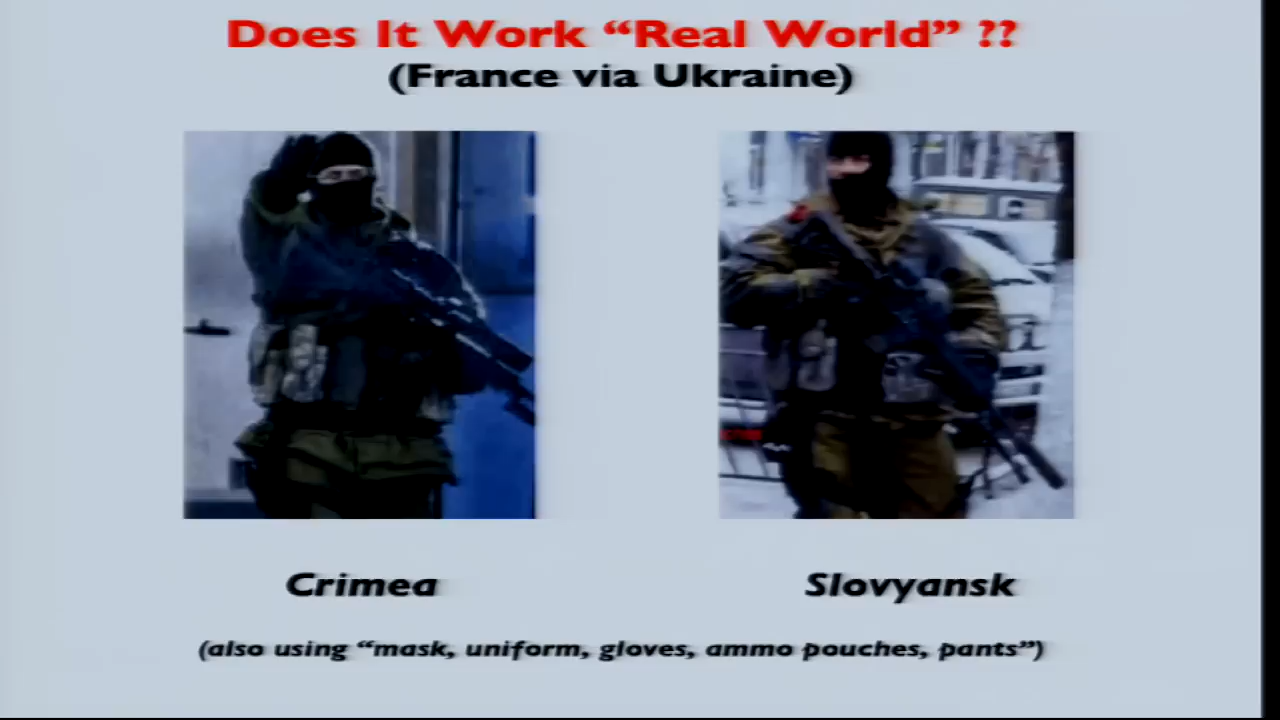 Does It Work “Real World” ??
(France via Ukraine)
Crimea
Slovyansk
(also using “mask, uniform, gloves, ammo pouches, pants”)